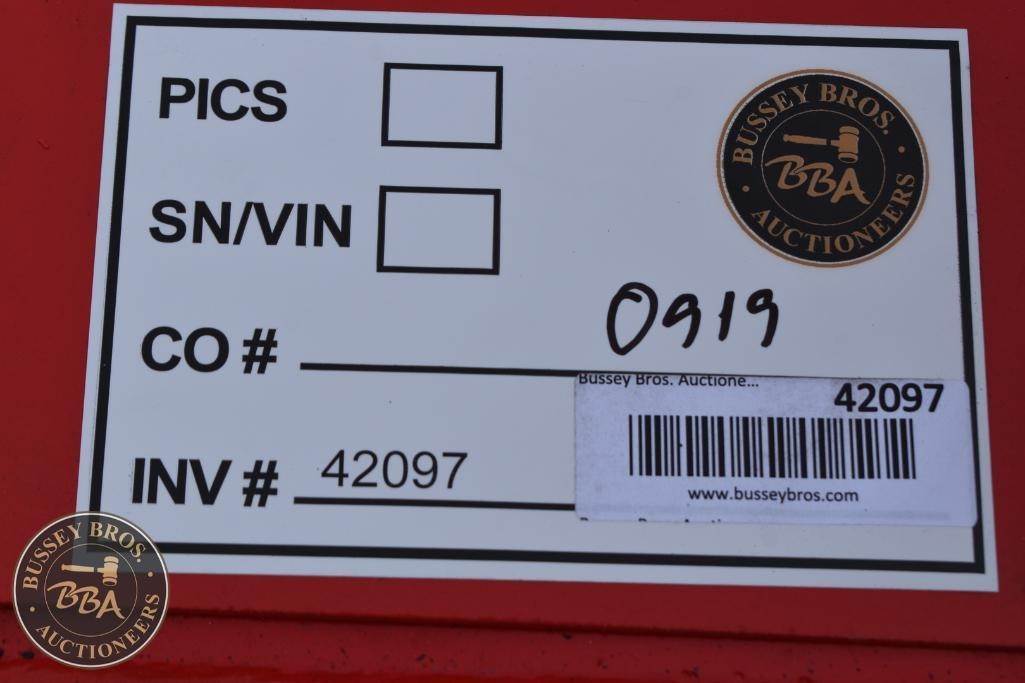 PICS
BUSSEY BROS.
BBA
AUCTIONEERS
SN/VIN
0919
CO #
Bussey Bros. Auctione...
42097
INV # 42097
www.busseybros.com
BUSSEY BROS.
BBA
AUCTIONEERS